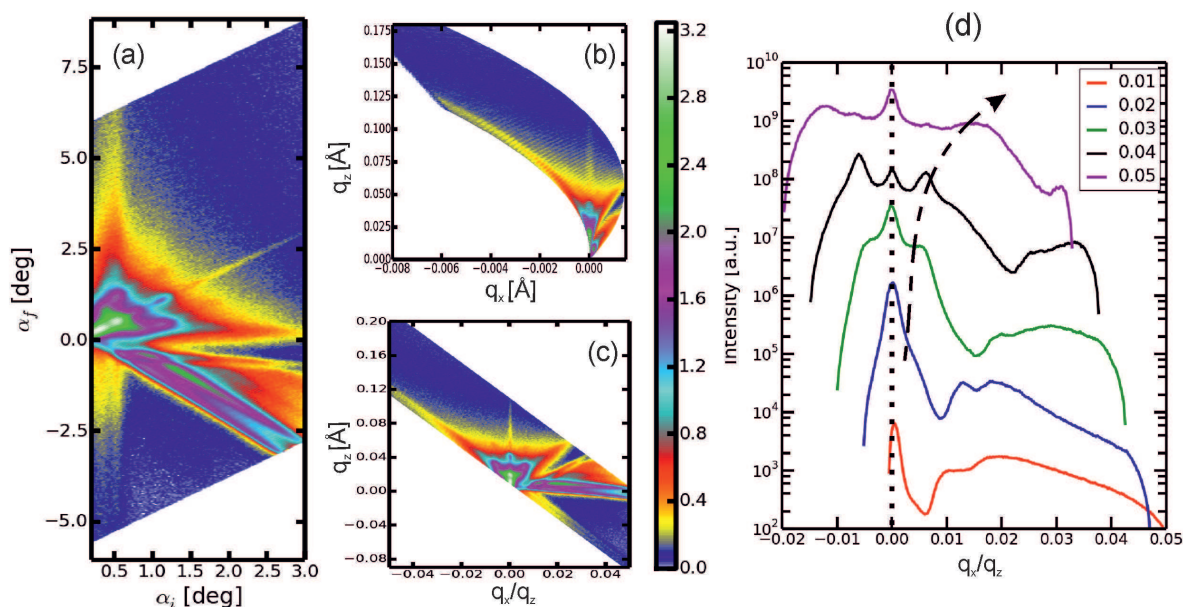 (a)
7.5
5.0
2.5
0.0
−2.5
−5.0
α_f [deg]
0.5 1.0 1.5 2.0 2.5 3.0
α_i [deg]
(b)
0.175
0.150
0.125
0.100
0.075
0.050
0.025
0.000
q_z [Å]
−0.008 −0.006 −0.004 −0.002 0.000
q_x [Å]
(c)
0.20
0.16
0.12
0.08
0.04
0.00
−0.04
−0.08
q_z [Å]
−0.04 −0.02 0.00 0.02 0.04
q_x/q_z
3.2
2.8
2.4
2.0
1.6
1.2
0.8
0.4
0.0
(d)
10^10
10^9
10^8
10^7
10^6
10^5
10^4
10^3
10^2
Intensity [a.u.]
0.01
0.02
0.03
0.04
0.05
−0.02 −0.01 0.00 0.01 0.02 0.03 0.04 0.05
q_x/q_z